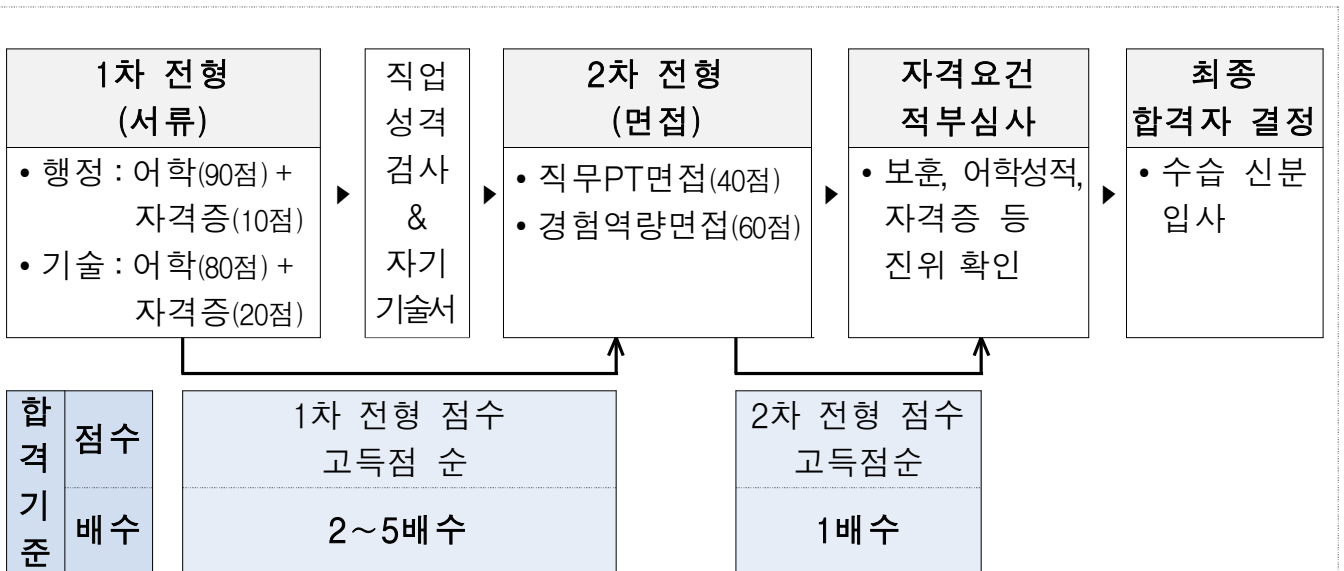 1차 전형
(서류)
• 행정 : 어학(90점) +
자격증(10점)
• 기술 : 어학(80점) +
자격증(20점)
▶
직업
성격
검사
&
자기
기술서
▶
2차 전형
(면접)
• 직무PT면접(40점)
• 경험역량면접(60점)
▶
자격요건
적부심사
• 보훈, 어학성적,
자격증 등
진위 확인
▶
최종
합격자 결정
• 수습 신분
입사
합격기준
점수
1차 전형 점수
고득점 순
2차 전형 점수
고득점순
배수
2～5배수
1배수